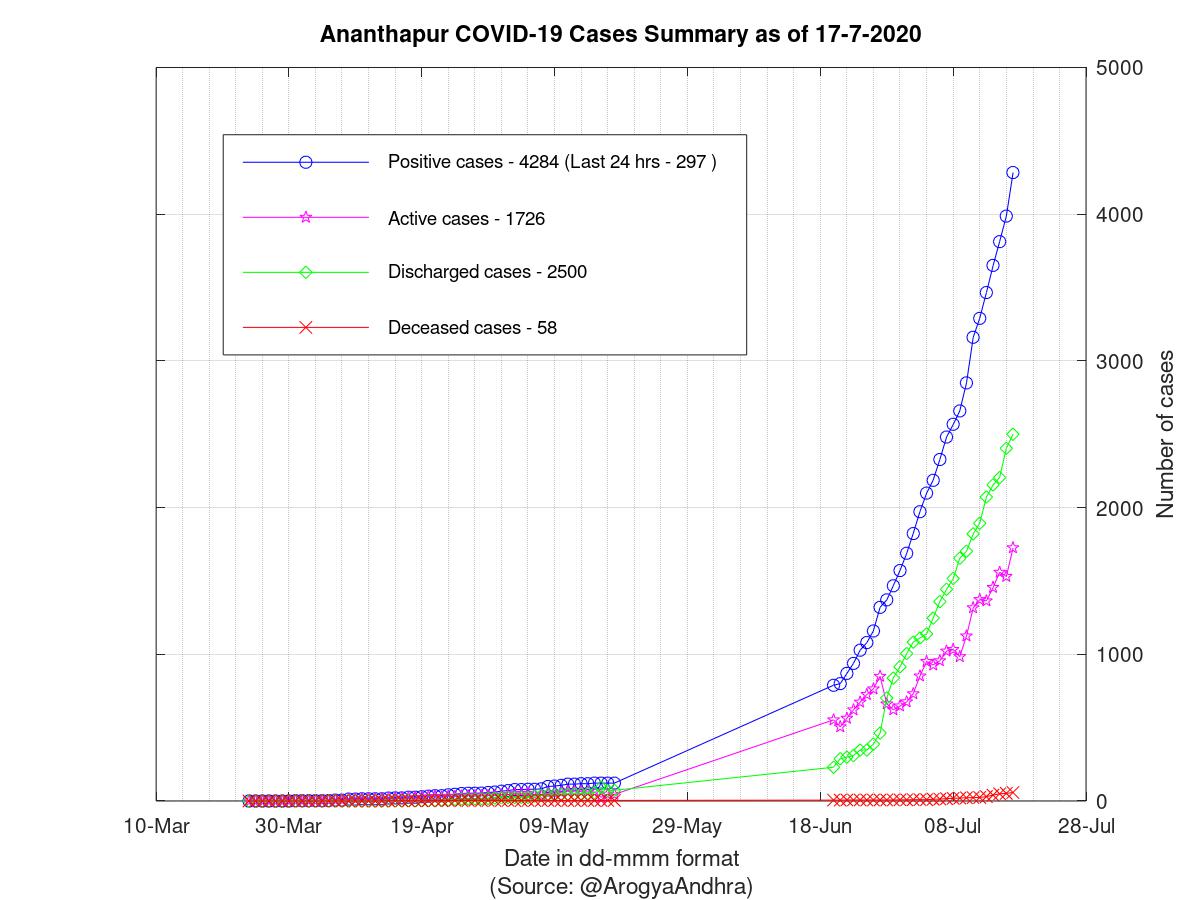 Ananthapur COVID-19 Cases Summary as of 17-7-2020
Positive cases - 4284 (Last 24 hrs - 297 )
Active cases - 1726
Discharged cases - 2500
Deceased cases - 58
5000
4000
3000
2000
1000
0
Number of cases
10-Mar 30-Mar 19-Apr 09-May 29-May 18-Jun 08-Jul 28-Jul
Date in dd-mmm format
(Source: @ArogyaAndhra)